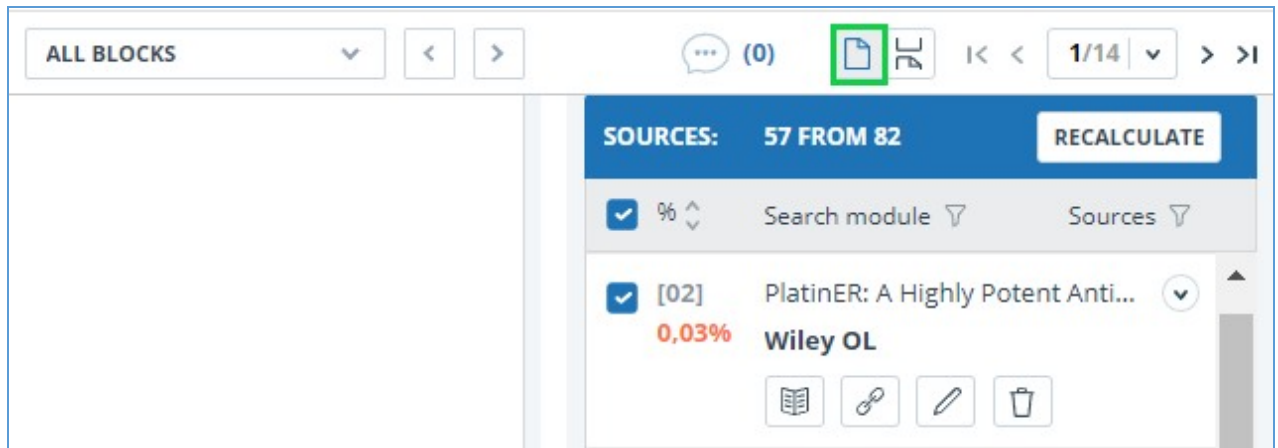 ALL BLOCKS (0) 1/14
SOURCES: 57 FROM 82 RECALCULATE
% Search module Sources
[02] PlatinER: A Highly Potent Anti...
0,03% Wiley OL